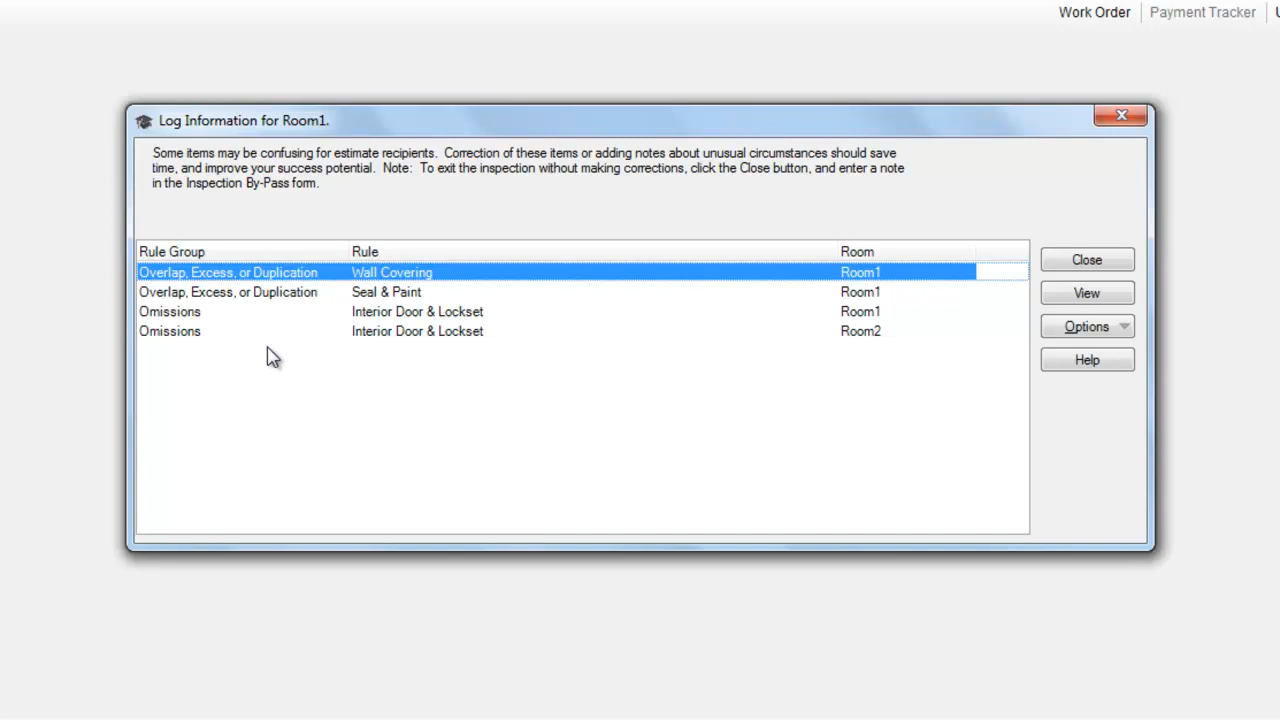 Work Order
Payment Tracker
Log Information for Room1.
Some items may be confusing for estimate recipients. Correction of these items or adding notes about unusual circumstances should save
time, and improve your success potential. Note: To exit the inspection without making corrections, click the Close button, and enter a note
in the Inspection By-Pass form.
Rule Group Rule Room
Overlap, Excess, or Duplication Wall Covering Room1
Overlap, Excess, or Duplication Seal & Paint Room1
Omissions Interior Door & Lockset Room1
Omissions Interior Door & Lockset Room2
Close
View
Options
Help